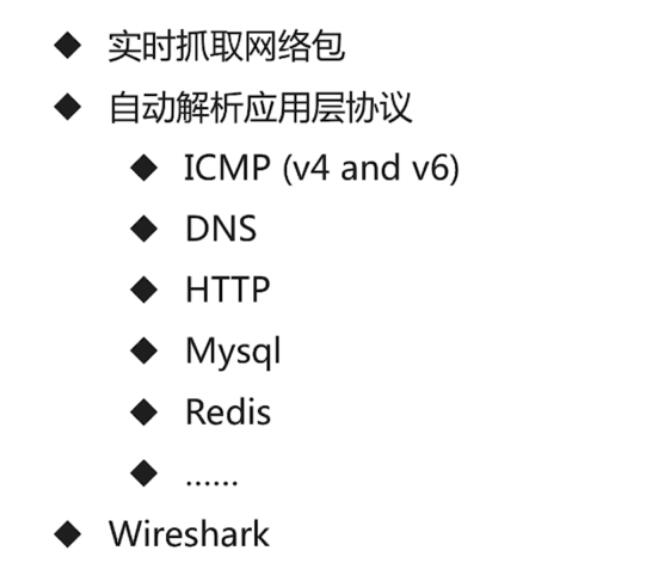 ◆ 实时抓取网络包
◆ 自动解析应用层协议
◆ ICMP (v4 and v6)
◆ DNS
◆ HTTP
◆ Mysql
◆ Redis
◆ ......
◆ Wireshark